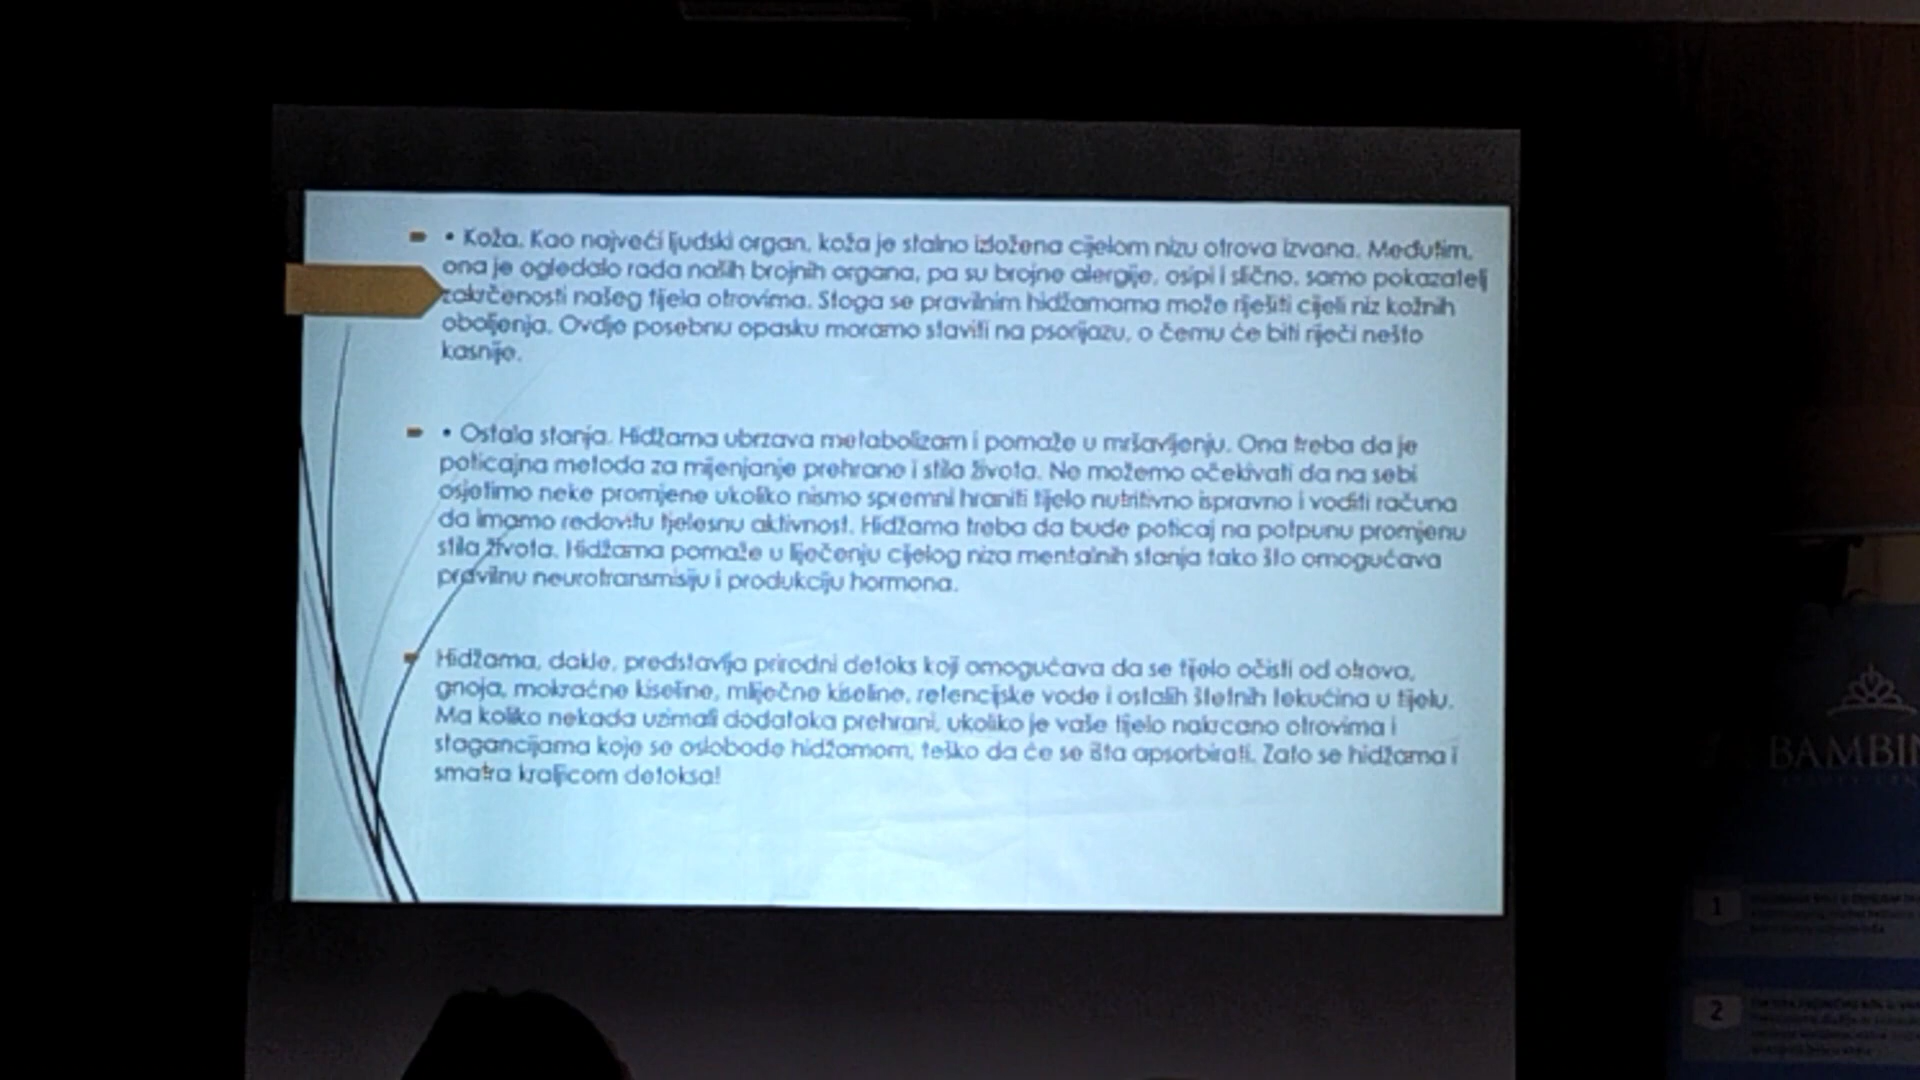 • Koža. Kao najveći ljudski organ, koža je stalno izložena cijelom nizu otrova izvana. Međutim,
ona je ogledalo rada naših brojnih organa, pa su brojne alergije, osipi i slično, samo pokazatelj
zakrčenosti našeg tijela otrovima. Stoga se pravilnim hidžamama može riješiti cijeli niz kožnih
oboljenja. Ovdje posebnu opasku moramo staviti na psorijazu, o čemu će biti riječi nešto
kasnije.
• Ostala stanja. Hidžama ubrzava metabolizam i pomaže u mršavljenju. Ona treba da je
poticajna metoda za mijenjanje prehrane i stila života. Ne možemo očekivati da na sebi
osjetimo neke promjene ukoliko nismo spremni hraniti tijelo nutritivno ispravno i voditi računa
da imamo redovitu tjelesnu aktivnost. Hidžama treba da bude poticaj na potpunu promjenu
stila života. Hidžama pomaže u liječenju cijelog niza mentalnih stanja tako što omogućava
pravilnu neurotransmisiju i produkciju hormona.
Hidžama, dakle, predstavlja prirodni detoks koji omogućava da se tijelo očisti od otrova,
gnoja, mokraćne kiseline, mliječne kiseline, retencijske vode i ostalih štetnih tekućina u tijelu.
Ma koliko nekada uzimali dodataka prehrani, ukoliko je vaše tijelo nakrcano otrovima i
stagancijama koje se oslobode hidžamom, teško da će se išta apsorbirati. Zato se hidžama i
smatra kraljicom detoksa!
BAMBI
1
2